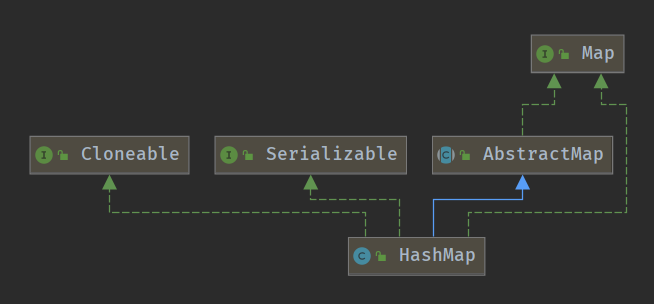 I Map
I Cloneable
I Serializable
C AbstractMap
C HashMap